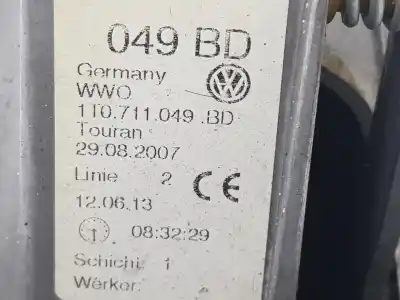 049 BD
Germany
WWO
1T0.711.049 .BD
Touran
29.08.2007
Linie 2
12.06.13
08:32:29
Schicht: 1
Werker: